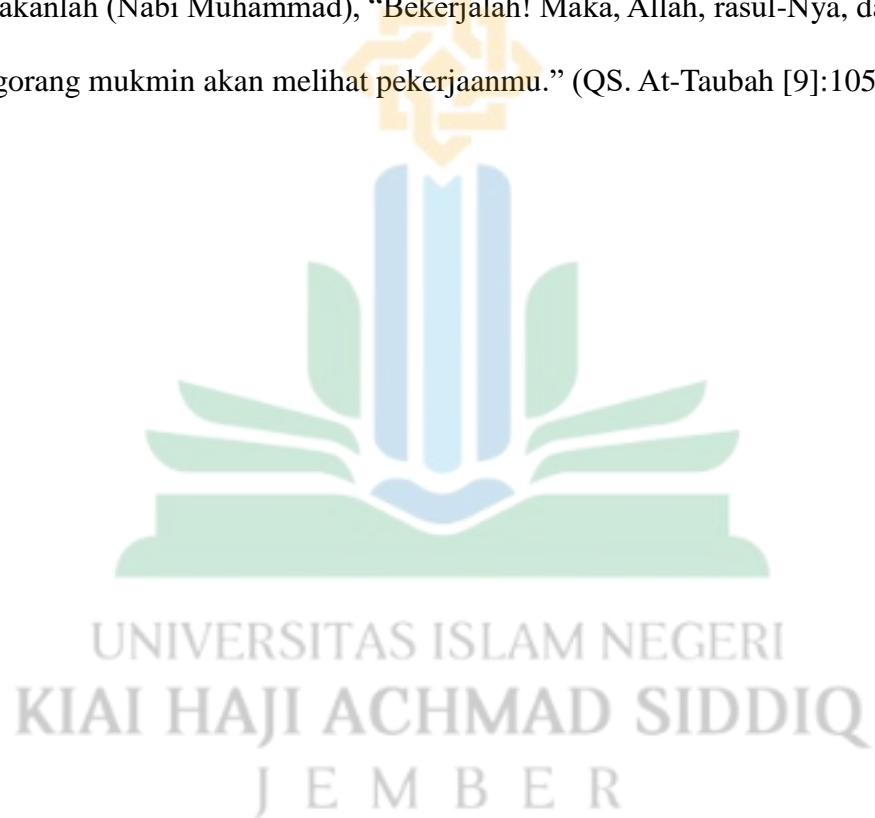 akanlah (Nabi Muhammad), “Bekerjalah! Maka, Allah, rasul-Nya, da
gorang mukmin akan melihat pekerjaanmu.” (QS. At-Taubah [9]:105
UNIVERSITAS ISLAM NEGERI
KIAI HAJI ACHMAD SIDDIQ
JEMBER